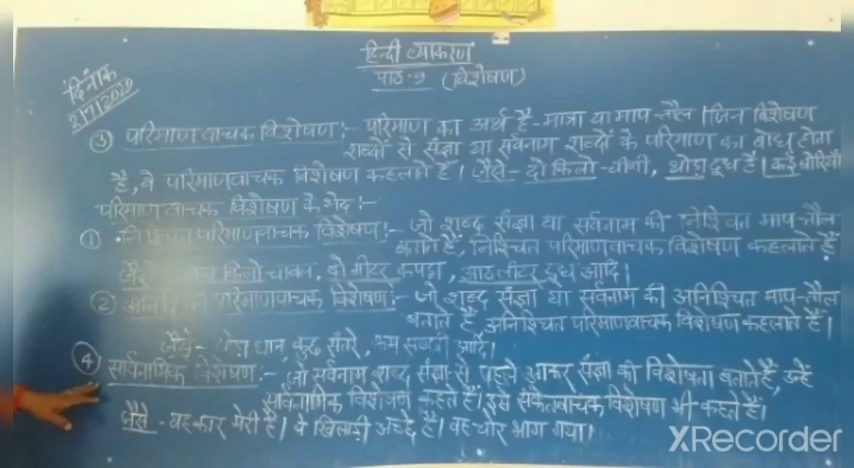 हिन्दी व्याकरण
दिनांक
पाठ-9 (विशेषण)
③ परिमाण वाचक विशेषण :- परिमाण का अर्थ है - मात्रा या माप-तौल। जिन विशेषण
शब्दों से संज्ञा या सर्वनाम शब्दों के परिमाण का बोध होता
है, वे परिमाणवाचक विशेषण कहलाते हैं। जैसे - दो किलो चीनी, थोड़ा दूध है। कई बोरियाँ
परिमाण वाचक विशेषण के भेद :-
① निश्चित परिमाणवाचक विशेषण :- जो शब्द संज्ञा या सर्वनाम की निश्चित माप-तौल
बताते हैं, निश्चित परिमाणवाचक विशेषण कहलाते हैं
किलो चावल, दो मीटर कपड़ा, आठ लीटर दूध आदि।
② परिमाणवाचक विशेषण :- जो शब्द संज्ञा या सर्वनाम की अनिश्चित माप-तौल
बताते हैं, अनिश्चित परिमाणवाचक विशेषण कहलाते हैं।
जैसे - धान, कुछ संतरे, कम सब्जी आदि।
④ सार्वनामिक विशेषण :- जो सर्वनाम शब्द संज्ञा से पहले आकर संज्ञा की विशेषता बताते हैं, उन्हें
सार्वनामिक विशेषण कहते हैं। इसे संकेतवाचक विशेषण भी कहते हैं।
जैसे - यह कार मेरी है। वे खिलाड़ी अच्छे हैं। वह चोर भाग गया।
XRecorder